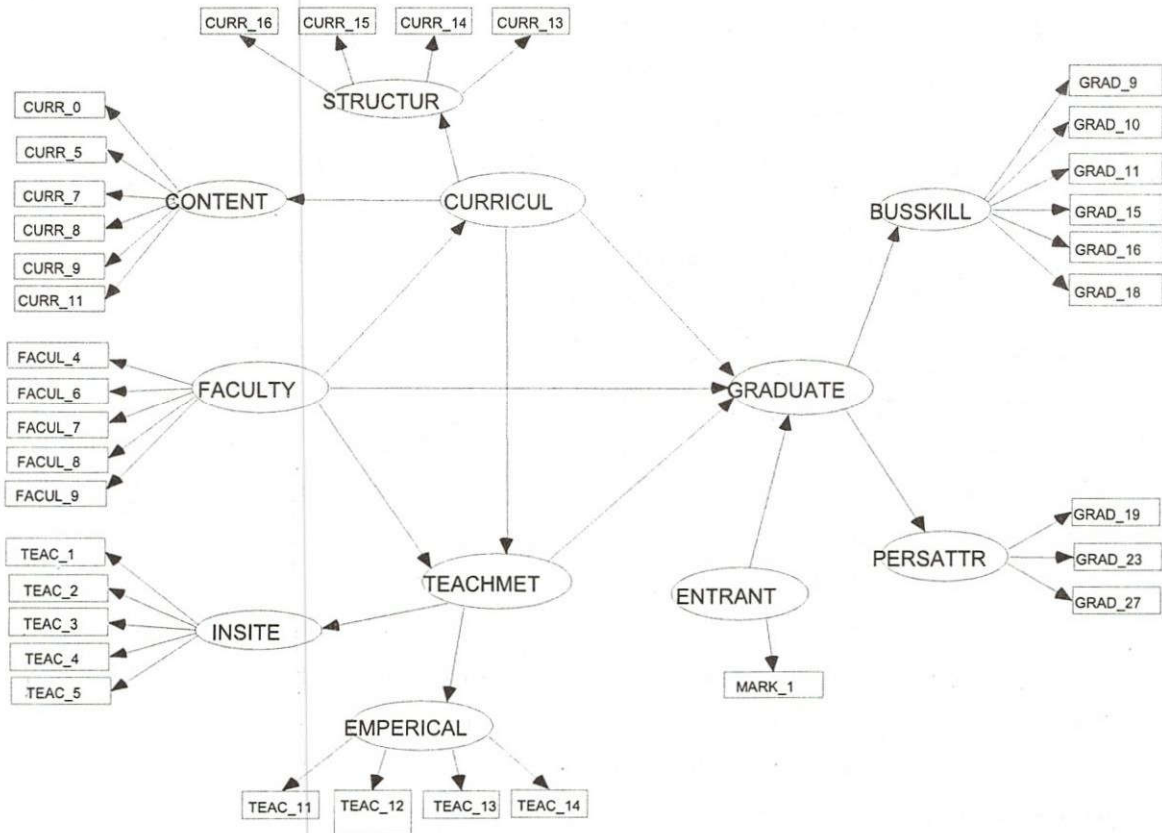 CURR_16 CURR_15 CURR_14 CURR_13
STRUCTUR
CURR_0
CURR_5
CURR_7
CURR_8
CURR_9
CURR_11
CONTENT
CURRICUL
GRAD_9
GRAD_10
GRAD_11
GRAD_15
GRAD_16
GRAD_18
BUSSKILL
FACUL_4
FACUL_6
FACUL_7
FACUL_8
FACUL_9
FACULTY
GRADUATE
TEAC_1
TEAC_2
TEAC_3
TEAC_4
TEAC_5
INSITE
TEACHMET
ENTRANT
PERSATTR
GRAD_19
GRAD_23
GRAD_27
MARK_1
EMPERICAL
TEAC_11 TEAC_12 TEAC_13 TEAC_14